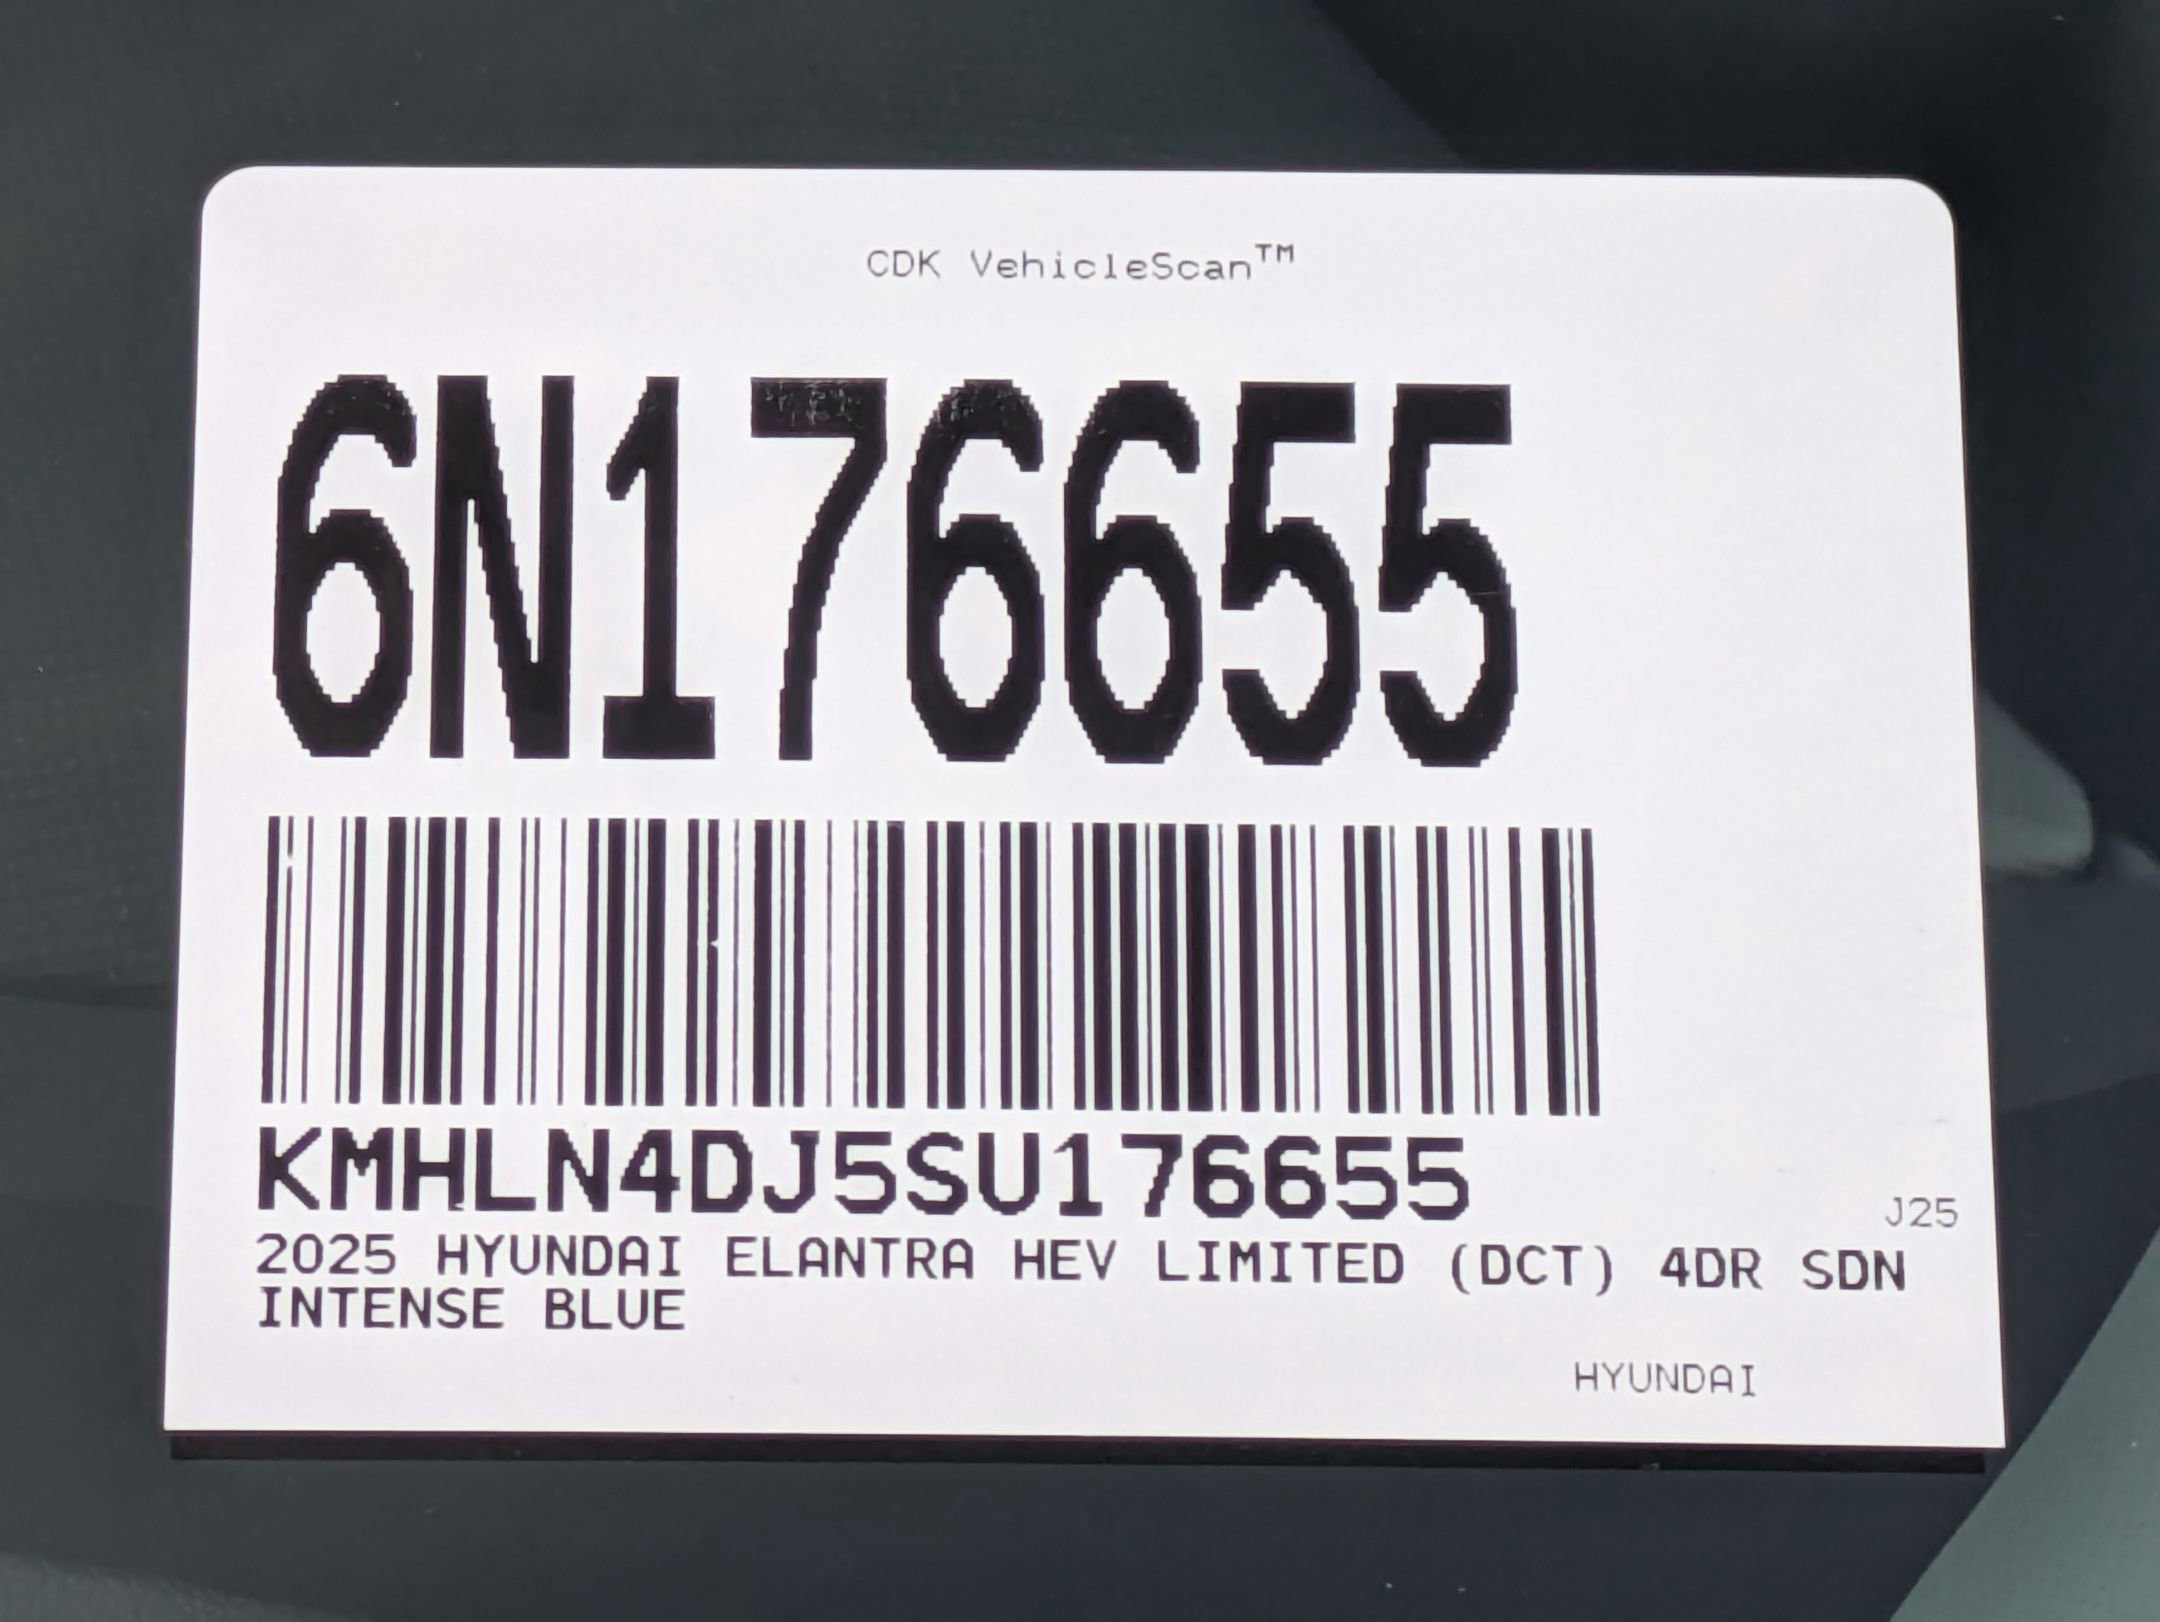 CDK VehicleScan™
6N176655
KMHLN4DJ5SU176655
J25
2025 HYUNDAI ELANTRA HEV LIMITED (DCT) 4DR SDN
INTENSE BLUE
HYUNDAI